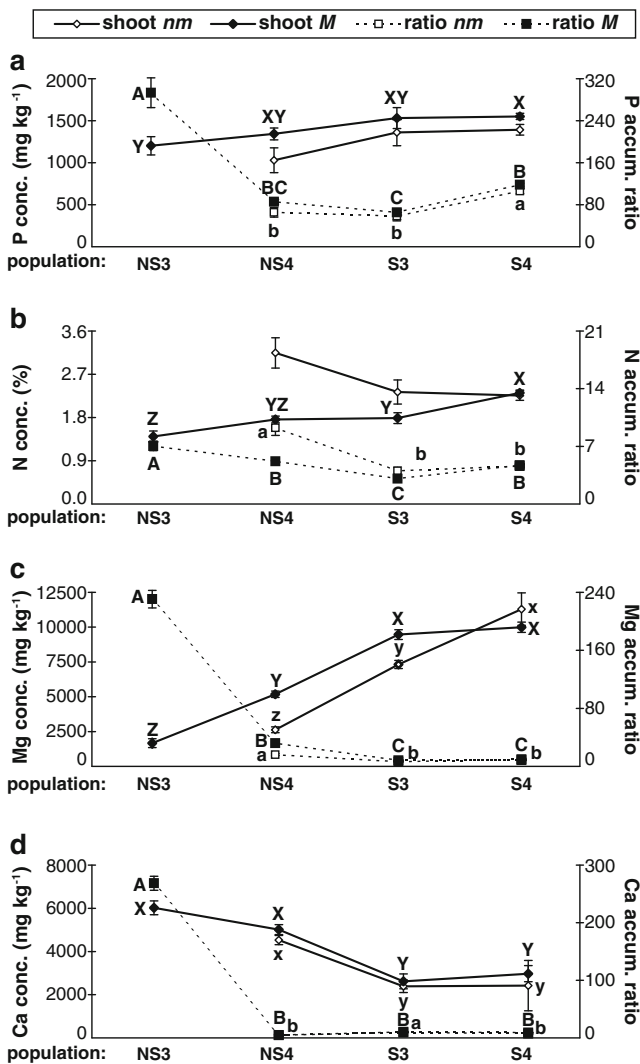 shoot nm shoot M ratio nm ratio M
a
P conc. (mg kg⁻¹)
2000
1500
1000
500
0
320
240
160
80
0
P accum. ratio
A
Y
XY
XY
X
BC
C
B
b
b
a
population: NS3 NS4 S3 S4
b
N conc. (%)
3.6
2.7
1.8
0.9
0.0
21
14
7
0
N accum. ratio
Z
YZ
Y
X
a
b
b
A
B
C
B
population: NS3 NS4 S3 S4
c
Mg conc. (mg kg⁻¹)
12500
10000
7500
5000
2500
0
240
160
80
0
Mg accum. ratio
A
X
x
X
Y
y
Z
z
B
a
C b
C b
population: NS3 NS4 S3 S4
d
Ca conc. (mg kg⁻¹)
8000
6000
4000
2000
0
300
200
100
0
Ca accum. ratio
A
X
X
x
Y
Y
y
y
B b
B a
B b
population: NS3 NS4 S3 S4